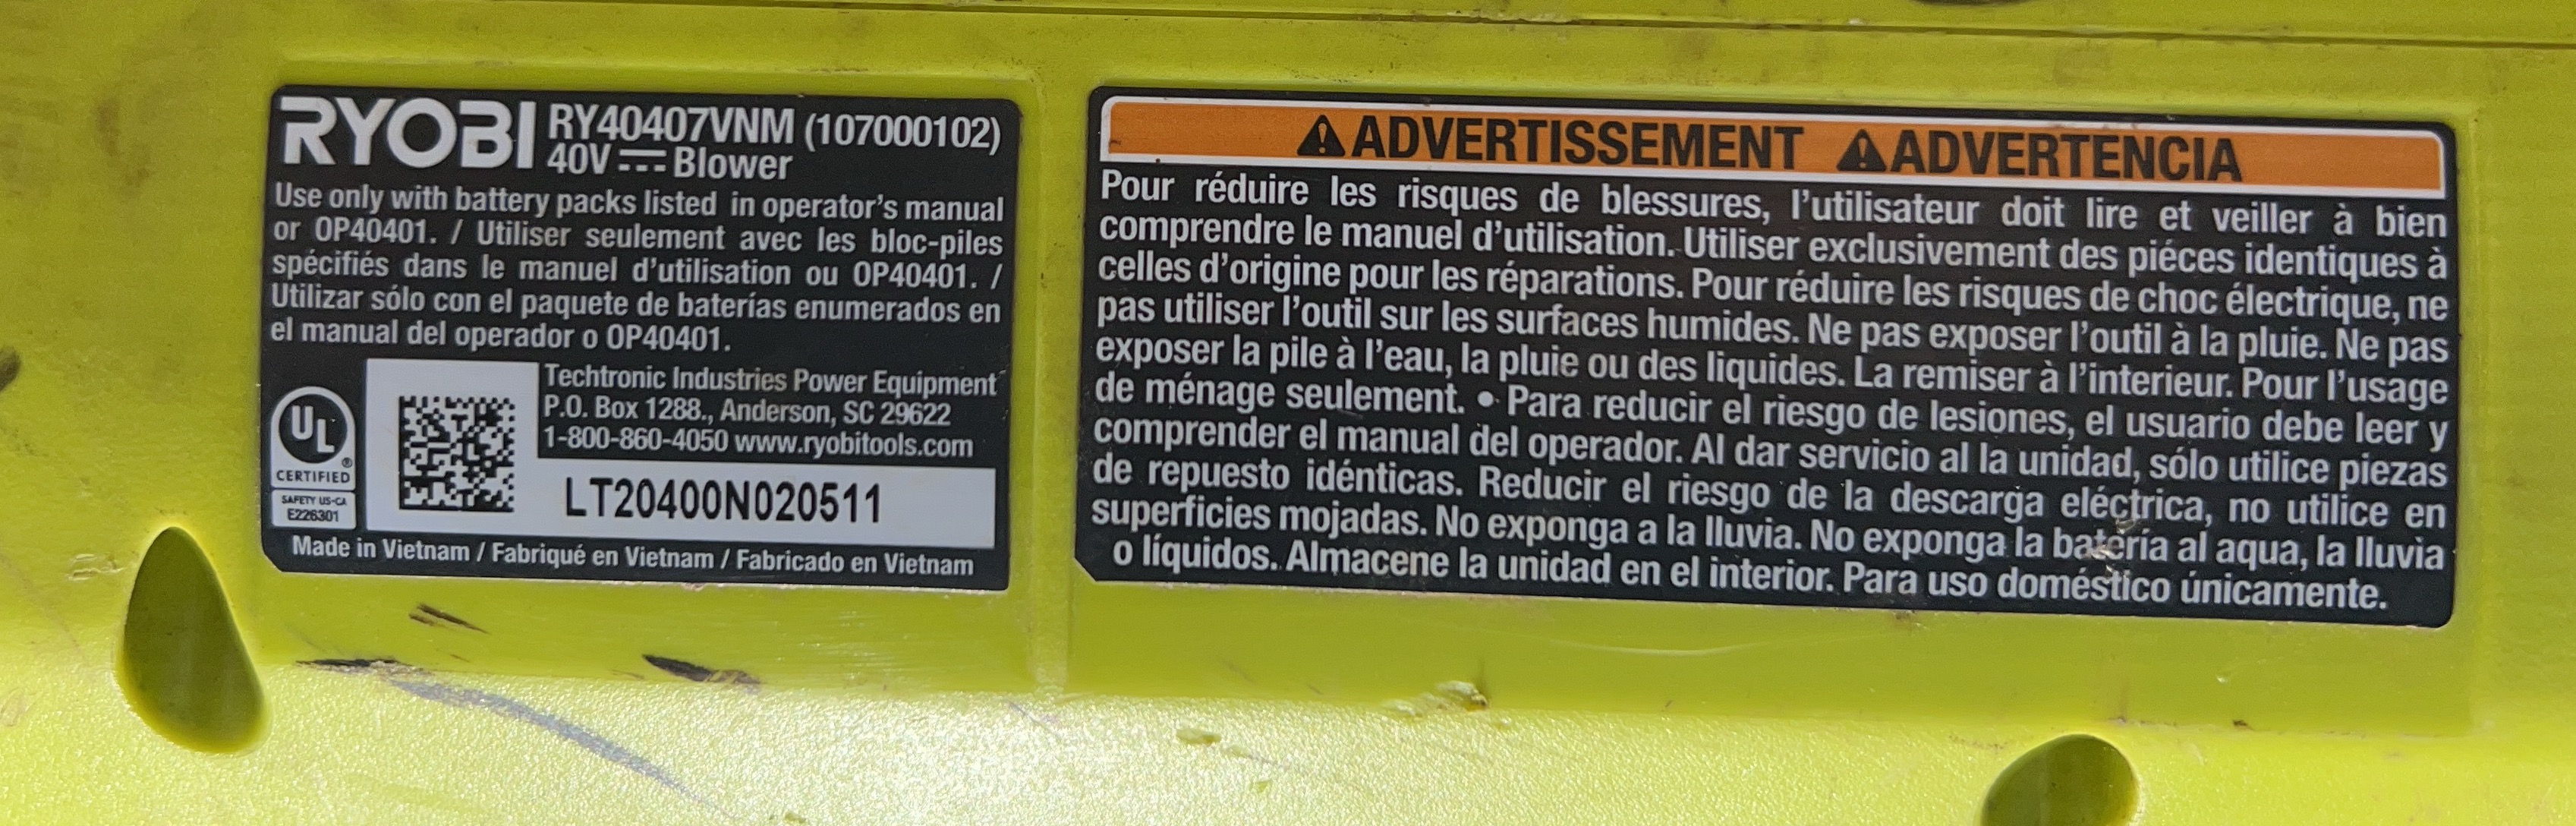 RYOBI RY40407VNM (107000102)
40V Blower
Use only with battery packs listed in operator's manual
or OP40401. / Utiliser seulement avec les bloc-piles
spécifiés dans le manuel d'utilisation ou OP40401. /
Utilizar sólo con el paquete de baterías enumerados en
el manual del operador o OP40401.
Techtronic Industries Power Equipment
P.O. Box 1288., Anderson, SC 29622
1-800-860-4050 www.ryobitools.com
UL ®
CERTIFIED
SAFETY US-CA
E226301
LT20400N020511
Made in Vietnam / Fabriqué en Vietnam / Fabricado en Vietnam
⚠ADVERTISSEMENT ⚠ADVERTENCIA
Pour réduire les risques de blessures, l'utilisateur doit lire et veiller à bien
comprendre le manuel d'utilisation. Utiliser exclusivement des piéces identiques à
celles d'origine pour les réparations. Pour réduire les risques de choc électrique, ne
pas utiliser l'outil sur les surfaces humides. Ne pas exposer l'outil à la pluie. Ne pas
exposer la pile à l'eau, la pluie ou des liquides. La remiser à l'interieur. Pour l'usage
de ménage seulement. • Para reducir el riesgo de lesiones, el usuario debe leer y
comprender el manual del operador. Al dar servicio al la unidad, sólo utilice piezas
de repuesto idénticas. Reducir el riesgo de la descarga eléctrica, no utilice en
superficies mojadas. No exponga a la lluvia. No exponga la batería al aqua, la lluvia
o líquidos. Almacene la unidad en el interior. Para uso doméstico únicamente.